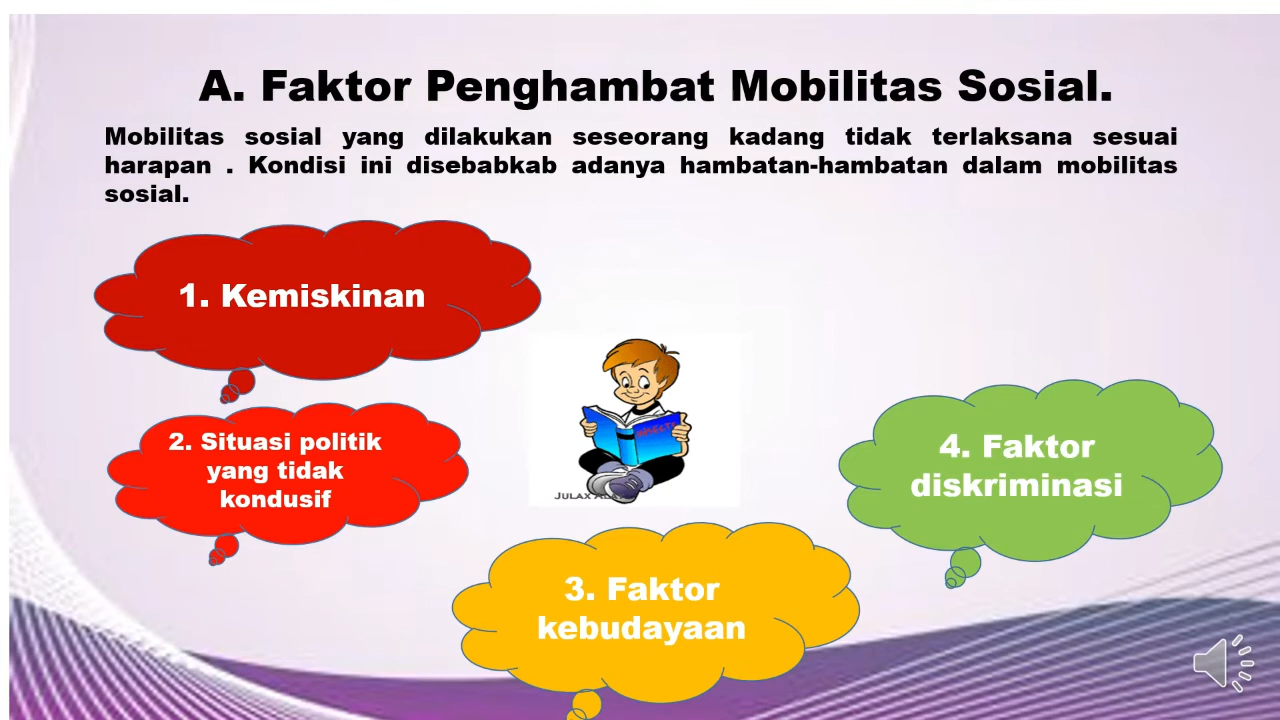 A. Faktor Penghambat Mobilitas Sosial.
Mobilitas sosial yang dilakukan seseorang kadang tidak terlaksana sesuai
harapan . Kondisi ini disebabkab adanya hambatan-hambatan dalam mobilitas
sosial.
1. Kemiskinan
2. Situasi politik
yang tidak
kondusif
3. Faktor
kebudayaan
4. Faktor
diskriminasi
JULAX